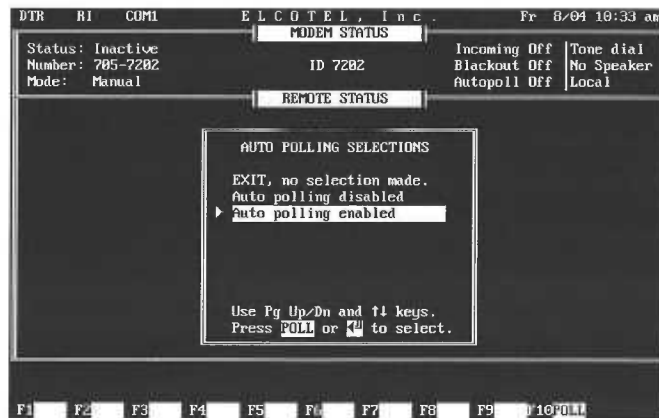 DTR RI COM1 E L C O T E L , I n c . Fr 8/04 10:33 am
MODEM STATUS
Status: Inactive Incoming Off Tone dial
Number: 705-7202 ID 7202 Blackout Off No Speaker
Mode: Manual Autopoll Off Local
REMOTE STATUS
AUTO POLLING SELECTIONS
EXIT, no selection made.
Auto polling disabled
Auto polling enabled
Use Pg Up/Dn and ↑↓ keys.
Press POLL or ↵ to select.
F1 F2 F3 F4 F5 F6 F7 F8 F9 F10POLL